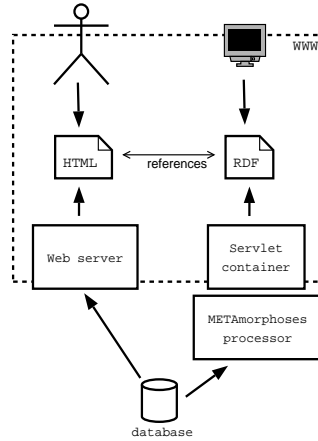 WWW
HTML
references
RDF
Web server
Servlet
container
METAmorphoses
processor
database